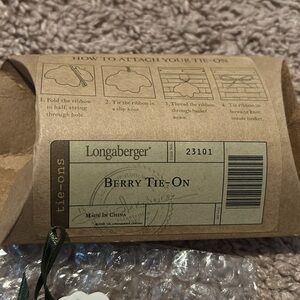 HOW TO ATTACH YOUR TIE-ON
1. Fold the ribbon
in half, string
through hole
2. Tie the ribbon in
a slip knot
3. Thread the ribbon
through basket
weave.
4. Tie ribbon in
knot
inside basket.
tie-ons
Longaberger®
23101
BERRY TIE-ON
MADE IN CHINA